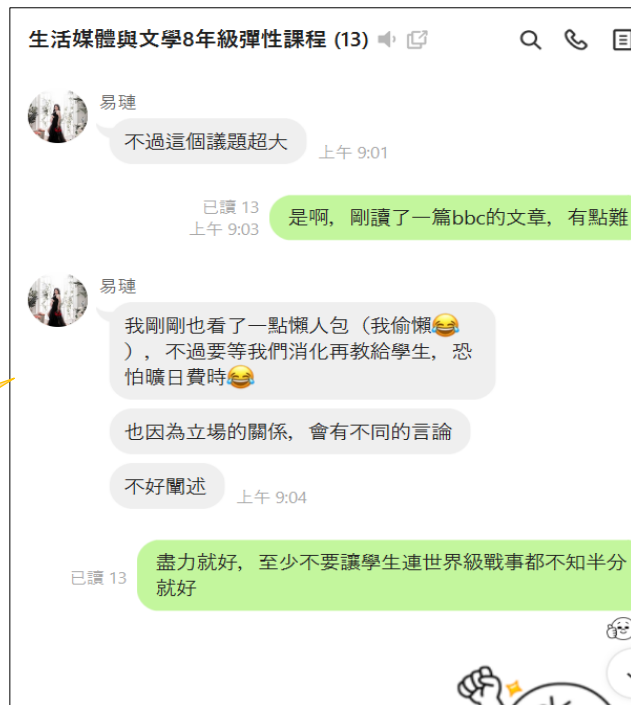 生活媒體與文學8年級彈性課程 (13)
易璉
不過這個議題超大
上午 9:01
已讀 13
上午 9:03
是啊，剛讀了一篇bbc的文章，有點難
易璉
我剛剛也看了一點懶人包（我偷懶😂
），不過要等我們消化再教給學生，恐
怕曠日費時😂
也因為立場的關係，會有不同的言論
不好闡述
上午 9:04
已讀 13
盡力就好，至少不要讓學生連世界級戰事都不知半分
就好